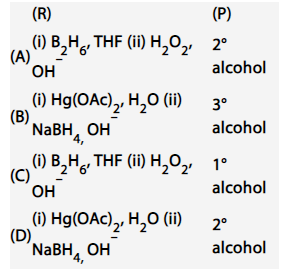 (R) (P)
(A) (i) B₂H₆, THF (ii) H₂O₂, OH⁻ 2° alcohol
(B) (i) Hg(OAc)₂, H₂O (ii) NaBH₄, OH⁻ 3° alcohol
(C) (i) B₂H₆, THF (ii) H₂O₂, OH⁻ 1° alcohol
(D) (i) Hg(OAc)₂, H₂O (ii) NaBH₄, OH⁻ 2° alcohol